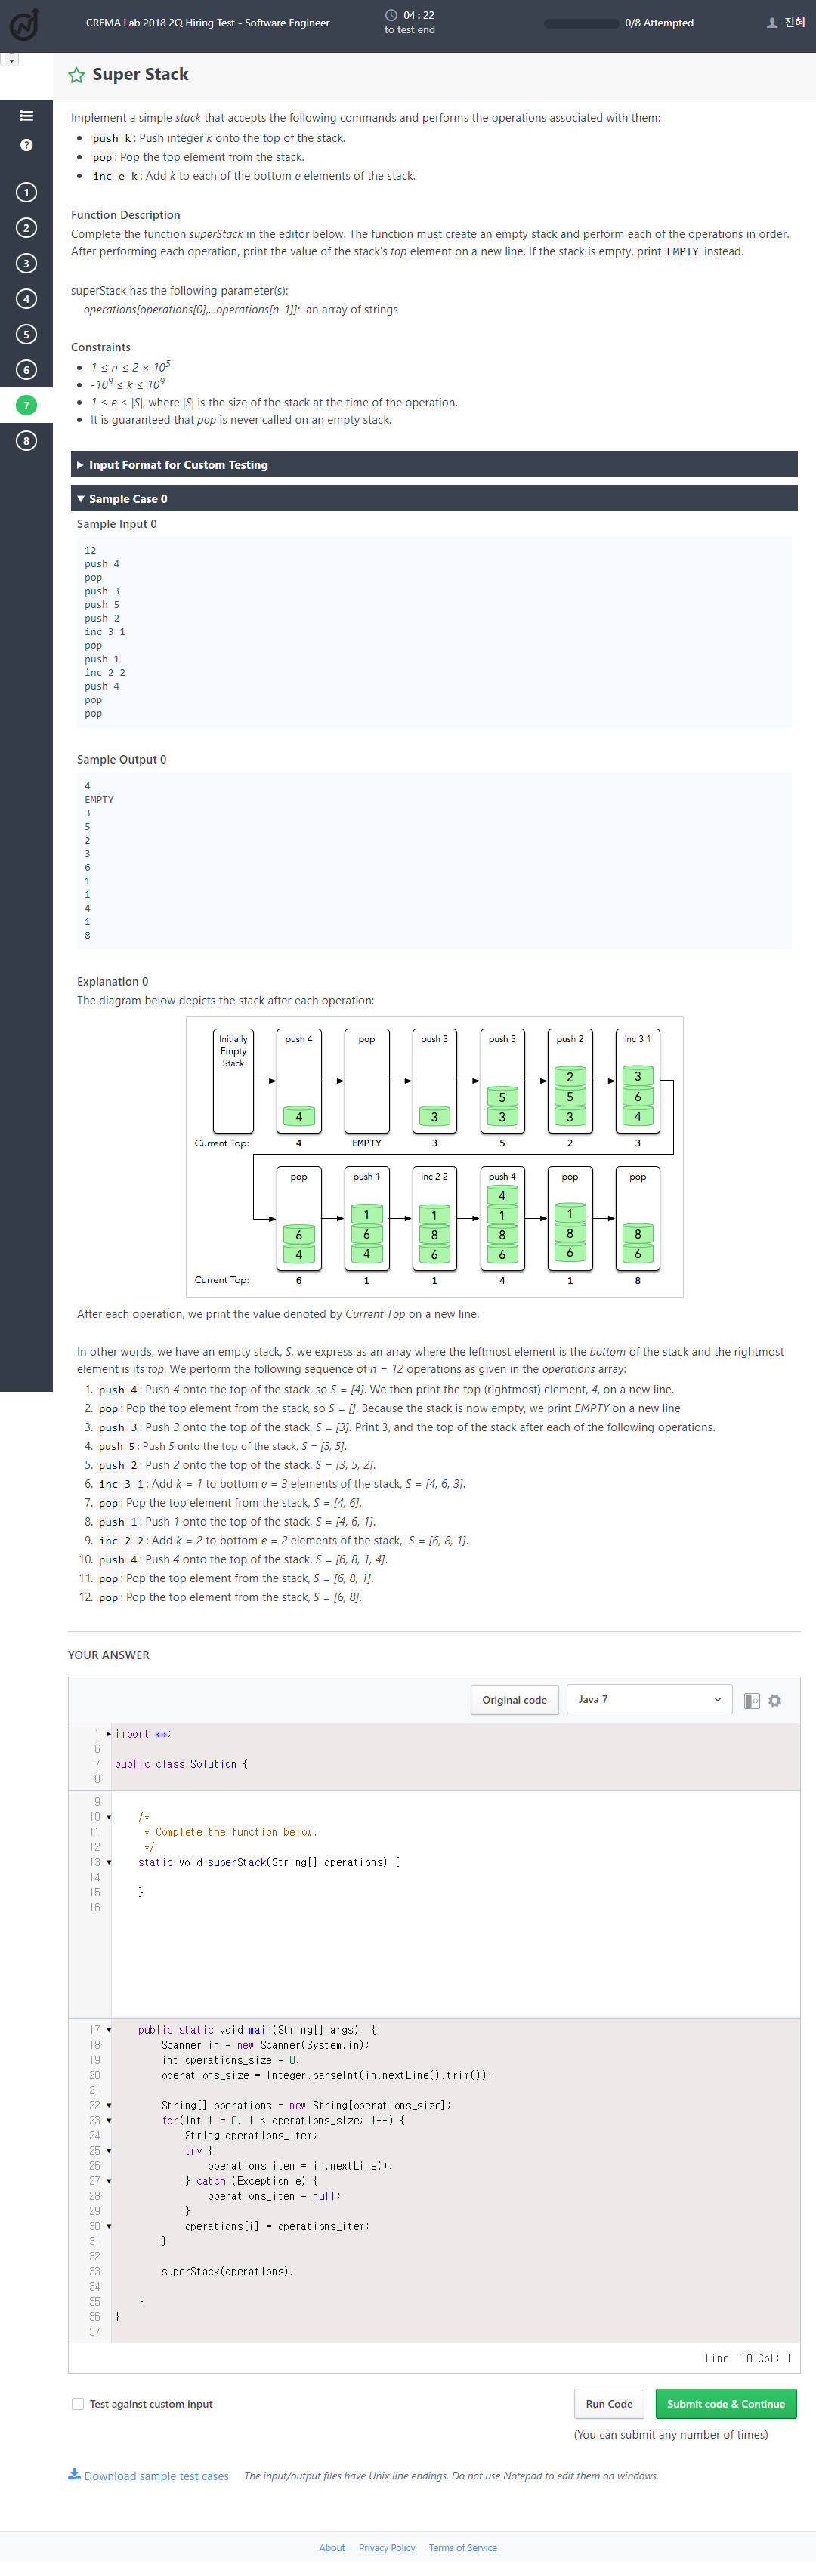 CREMA Lab 2018 2Q Hiring Test - Software Engineer
04 : 22
to test end
0/8 Attempted
전혜
Super Stack
1
2
3
4
5
6
7
8
Implement a simple stack that accepts the following commands and performs the operations associated with them:
• push k: Push integer k onto the top of the stack.
• pop: Pop the top element from the stack.
• inc e k: Add k to each of the bottom e elements of the stack.
Function Description
Complete the function superStack in the editor below. The function must create an empty stack and perform each of the operations in order.
After performing each operation, print the value of the stack's top element on a new line. If the stack is empty, print EMPTY instead.
superStack has the following parameter(s):
operations[operations[0],...operations[n-1]]: an array of strings
Constraints
• 1 ≤ n ≤ 2 × 10⁵
• -10⁹ ≤ k ≤ 10⁹
• 1 ≤ e ≤ |S|, where |S| is the size of the stack at the time of the operation.
• It is guaranteed that pop is never called on an empty stack.
Input Format for Custom Testing
Sample Case 0
Sample Input 0
12
push 4
pop
push 3
push 5
push 2
inc 3 1
pop
push 1
inc 2 2
push 4
pop
pop
Sample Output 0
4
EMPTY
3
5
2
3
6
1
1
4
1
8
Explanation 0
The diagram below depicts the stack after each operation:
Initially Empty Stack
push 4
pop
push 3
push 5
push 2
inc 3 1
2 3
5 5 6
4 3 3 3 4
Current Top: 4 EMPTY 3 5 2 3
pop
push 1
inc 2 2
push 4
pop
pop
4
1 1 1 1
6 6 8 8 8 8
4 4 6 6 6 6
Current Top: 6 1 1 4 1 8
After each operation, we print the value denoted by Current Top on a new line.
In other words, we have an empty stack, S, we express as an array where the leftmost element is the bottom of the stack and the rightmost
element is its top. We perform the following sequence of n = 12 operations as given in the operations array:
1. push 4: Push 4 onto the top of the stack, so S = [4]. We then print the top (rightmost) element, 4, on a new line.
2. pop: Pop the top element from the stack, so S = []. Because the stack is now empty, we print EMPTY on a new line.
3. push 3: Push 3 onto the top of the stack, S = [3]. Print 3, and the top of the stack after each of the following operations.
4. push 5: Push 5 onto the top of the stack, S = [3, 5].
5. push 2: Push 2 onto the top of the stack, S = [3, 5, 2].
6. inc 3 1: Add k = 1 to bottom e = 3 elements of the stack, S = [4, 6, 3].
7. pop: Pop the top element from the stack, S = [4, 6].
8. push 1: Push 1 onto the top of the stack, S = [4, 6, 1].
9. inc 2 2: Add k = 2 to bottom e = 2 elements of the stack, S = [6, 8, 1].
10. push 4: Push 4 onto the top of the stack, S = [6, 8, 1, 4].
11. pop: Pop the top element from the stack, S = [6, 8, 1].
12. pop: Pop the top element from the stack, S = [6, 8].
YOUR ANSWER
Original code
Java 7
1 import ↔;
6
7 public class Solution {
8
9
10 /*
11 * Complete the function below.
12 */
13 static void superStack(String[] operations) {
14
15 }
16
17 public static void main(String[] args) {
18 Scanner in = new Scanner(System.in);
19 int operations_size = 0;
20 operations_size = Integer.parseInt(in.nextLine().trim());
21
22 String[] operations = new String[operations_size];
23 for(int i = 0; i < operations_size; i++) {
24 String operations_item;
25 try {
26 operations_item = in.nextLine();
27 } catch (Exception e) {
28 operations_item = null;
29 }
30 operations[i] = operations_item;
31 }
32
33 superStack(operations);
34
35 }
36 }
37
Line: 10 Col: 1
Test against custom input
Run Code
Submit code & Continue
(You can submit any number of times)
Download sample test cases The input/output files have Unix line endings. Do not use Notepad to edit them on windows.
About Privacy Policy Terms of Service